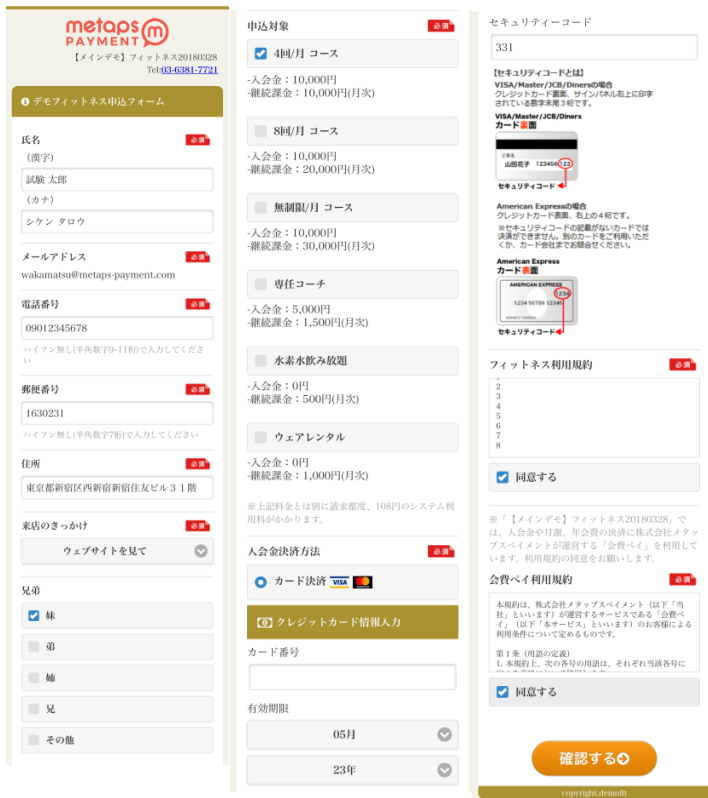 metaps
PAYMENT
【メインデモ】フィットネス20180328
Tel:03-6381-7721
デモフィットネス申込フォーム
氏名
必須
（漢字）
試験 太郎
（カナ）
シケン タロウ
メールアドレス
必須
wakamatsu@metaps-payment.com
電話番号
必須
09012345678
ハイフン無し(半角数字9-11桁)で入力してくださ
い
郵便番号
必須
1630231
ハイフン無し(半角数字7桁)で入力してください
住所
必須
東京都新宿区西新宿新宿住友ビル３１階
来店のきっかけ
必須
ウェブサイトを見て
兄弟
妹
弟
姉
兄
その他
申込対象
必須
4回/月 コース
-入会金：10,000円
-継続課金：10,000円(月次)
8回/月 コース
-入会金：10,000円
-継続課金：20,000円(月次)
無制限/月 コース
-入会金：10,000円
-継続課金：30,000円(月次)
専任コーチ
-入会金：5,000円
-継続課金：1,500円(月次)
水素水飲み放題
-入会金：0円
-継続課金：500円(月次)
ウェアレンタル
-入会金：0円
-継続課金：1,000円(月次)
※上記料金とは別に請求都度、108円のシステム利
用料がかかります。
入会金決済方法
必須
カード決済 VISA
クレジットカード情報入力
カード番号
有効期限
05月
23年
セキュリティーコード
331
【セキュリティコードとは】
VISA/Master/JCB/Dinersの場合
クレジットカード裏面、サインパネル右上に印字
されている数字末尾３桁です。
VISA/Master/JCB/Diners
カード裏面
山田花子 123456 123
セキュリティコード
American Expressの場合
クレジットカード表面、右上の４桁です。
※セキュリティコードの記載がないカードでは
決済ができません。別のカードをご利用いただ
くか、カード会社までお問合せください。
American Express
カード表面
AMERICAN EXPRESS
1234
1234 56789 12345
セキュリティコード
フィットネス利用規約
必須
2
3
4
5
6
7
8
同意する
※「【メインデモ】フィットネス20180328」で
は、入会金や月謝、年会費の決済に株式会社メタッ
プスペイメントが運営する「会費ペイ」を利用して
います。利用規約の同意をお願いします。
会費ペイ利用規約
必須
本規約は、株式会社メタップスペイメント（以下「当
社」といいます）が運営するサービスである「会費ペ
イ」（以下「本サービス」といいます）のお客様による
利用条件について定めるものです。
第１条（用語の定義）
1. 本規約上、次の各号の用語は、それぞれ当該各号に
同意する
確認する
copyright.demofit